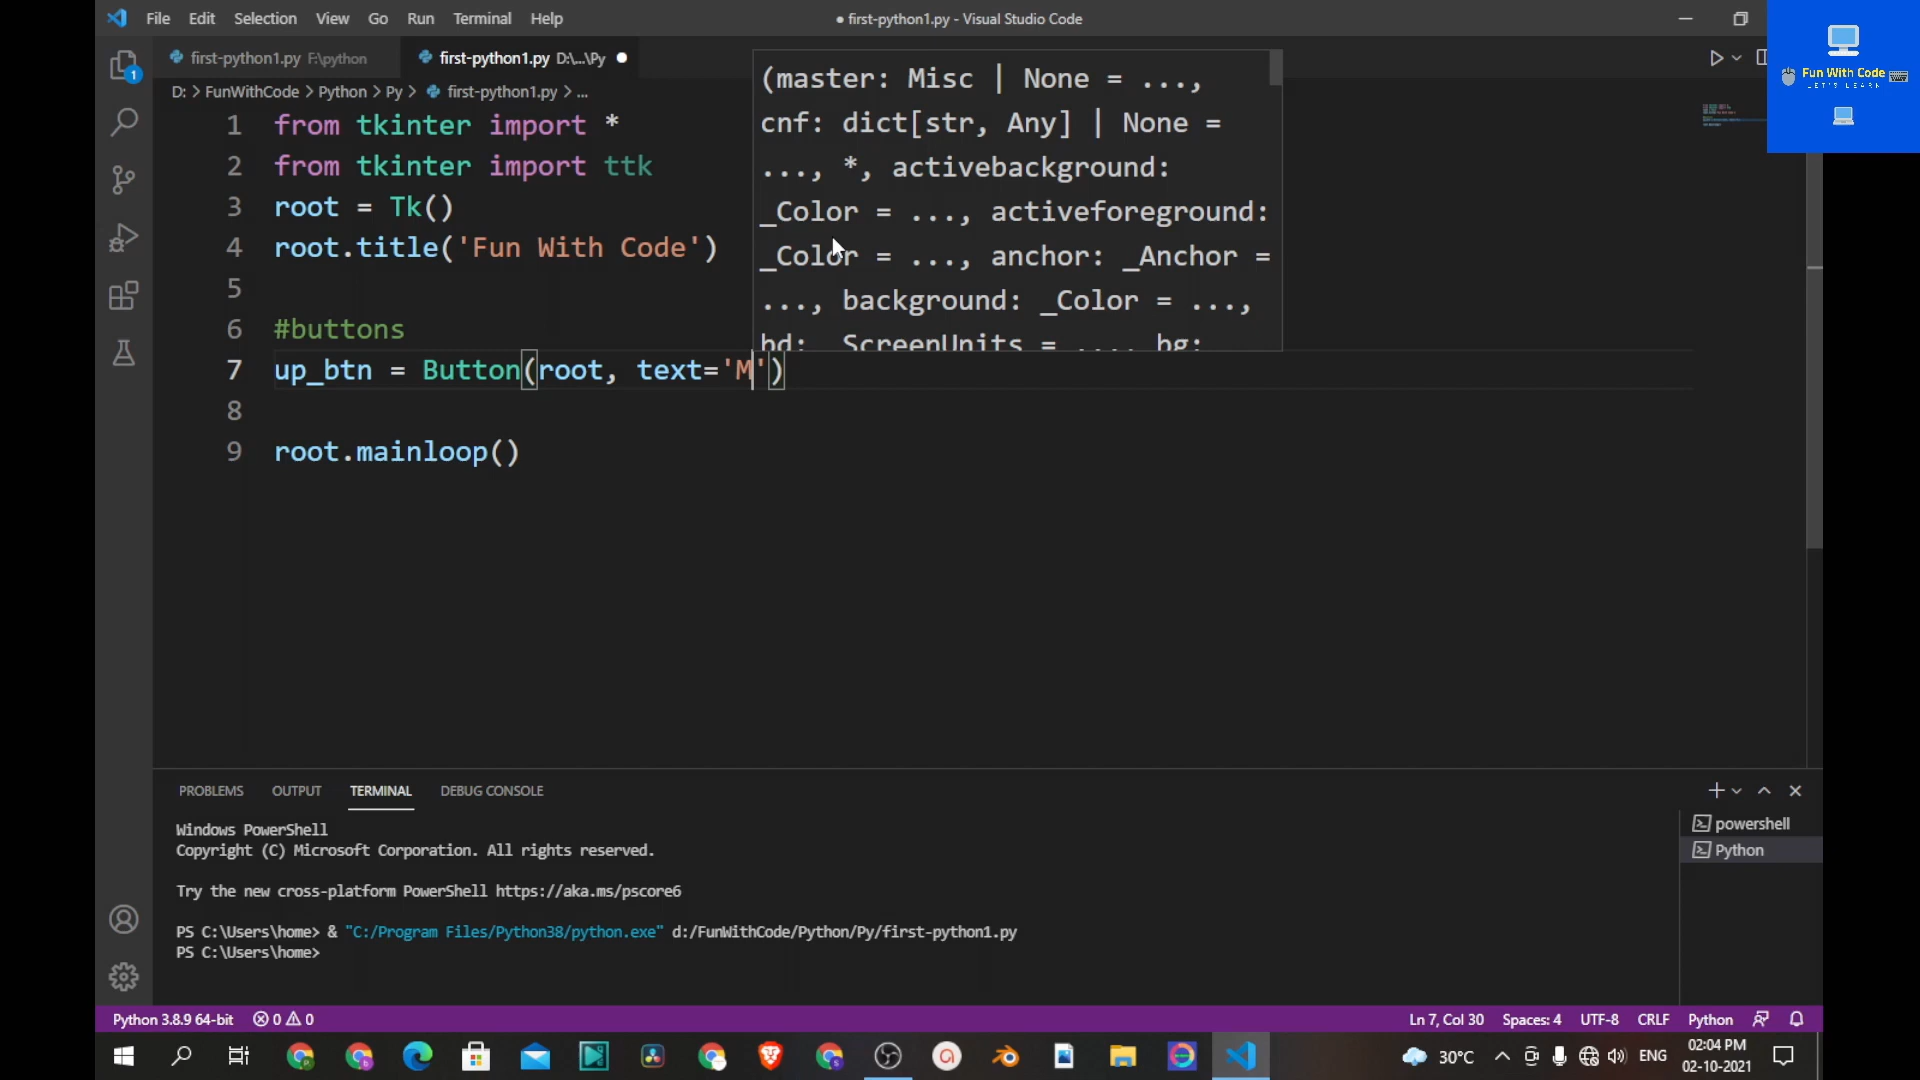 File Edit Selection View Go Run Terminal Help
● first-python1.py - Visual Studio Code
Fun With Code
LET'S LEARN
first-python1.py F:\python
first-python1.py D:\...\Py ●
D: > FunWithCode > Python > Py > first-python1.py > ...
1 from tkinter import *
2 from tkinter import ttk
3 root = Tk()
4 root.title('Fun With Code')
5
6 #buttons
7 up_btn = Button(root, text='M')
8
9 root.mainloop()
(master: Misc | None = ...,
cnf: dict[str, Any] | None =
..., *, activebackground:
_Color = ..., activeforeground:
_Color = ..., anchor: _Anchor =
..., background: _Color = ...,
bd: _ScreenUnits = ..., bg:
PROBLEMS OUTPUT TERMINAL DEBUG CONSOLE
Windows PowerShell
Copyright (C) Microsoft Corporation. All rights reserved.
Try the new cross-platform PowerShell https://aka.ms/pscore6
PS C:\Users\home> & "C:/Program Files/Python38/python.exe" d:/FunWithCode/Python/Py/first-python1.py
PS C:\Users\home>
powershell
Python
1
Python 3.8.9 64-bit 0 0
Ln 7, Col 30 Spaces: 4 UTF-8 CRLF Python
30°C ENG
02:04 PM
02-10-2021